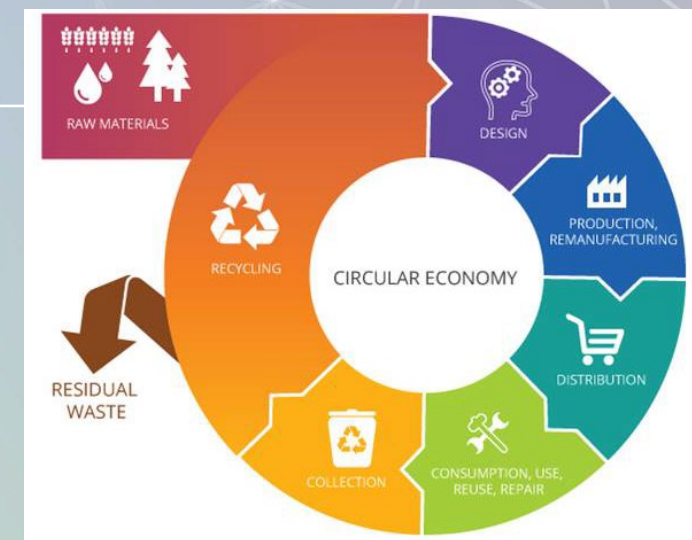 RAW MATERIALS
DESIGN
PRODUCTION,
REMANUFACTURING
RECYCLING
CIRCULAR ECONOMY
DISTRIBUTION
RESIDUAL
WASTE
CONSUMPTION, USE,
REUSE, REPAIR
COLLECTION